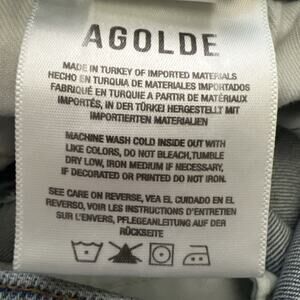 AGOLDE
MADE IN TURKEY OF IMPORTED MATERIALS
HECHO EN TURQUIA DE MATERIALES IMPORTADOS
FABRIQUÉ EN TURQUIE A PARTIR DE MATÉRIAUX
IMPORTÉS, IN DER TÜRKEI HERGESTELLT MIT
IMPORTIERTEN MATERIALIEN
MACHINE WASH COLD INSIDE OUT WITH
LIKE COLORS, DO NOT BLEACH,TUMBLE
DRY LOW, IRON MEDIUM IF NECESSARY,
IF DECORATED OR PRINTED DO NOT IRON.
SEE CARE ON REVERSE, VEA EL CUIDADO EN EL
REVERSO, VOIR LES INSTRUCTIONS D'ENTRETIEN
SUR L'ENVERS, PFLEGEANLEITUNG AUF DER
RÜCKSEITE